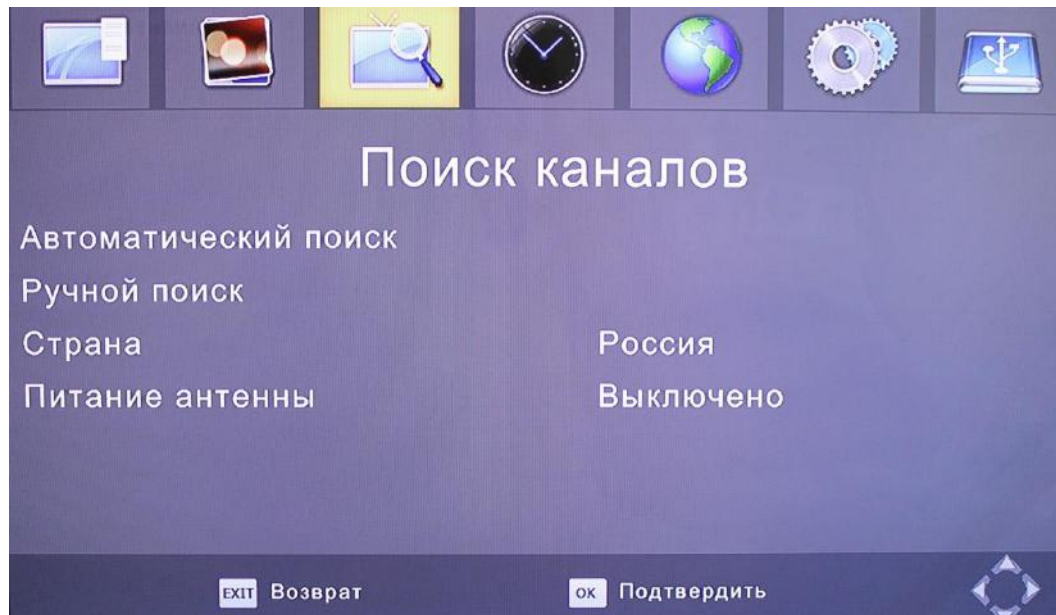 Поиск каналов
Автоматический поиск
Ручной поиск
Страна Россия
Питание антенны Выключено
EXIT Возврат OK Подтвердить